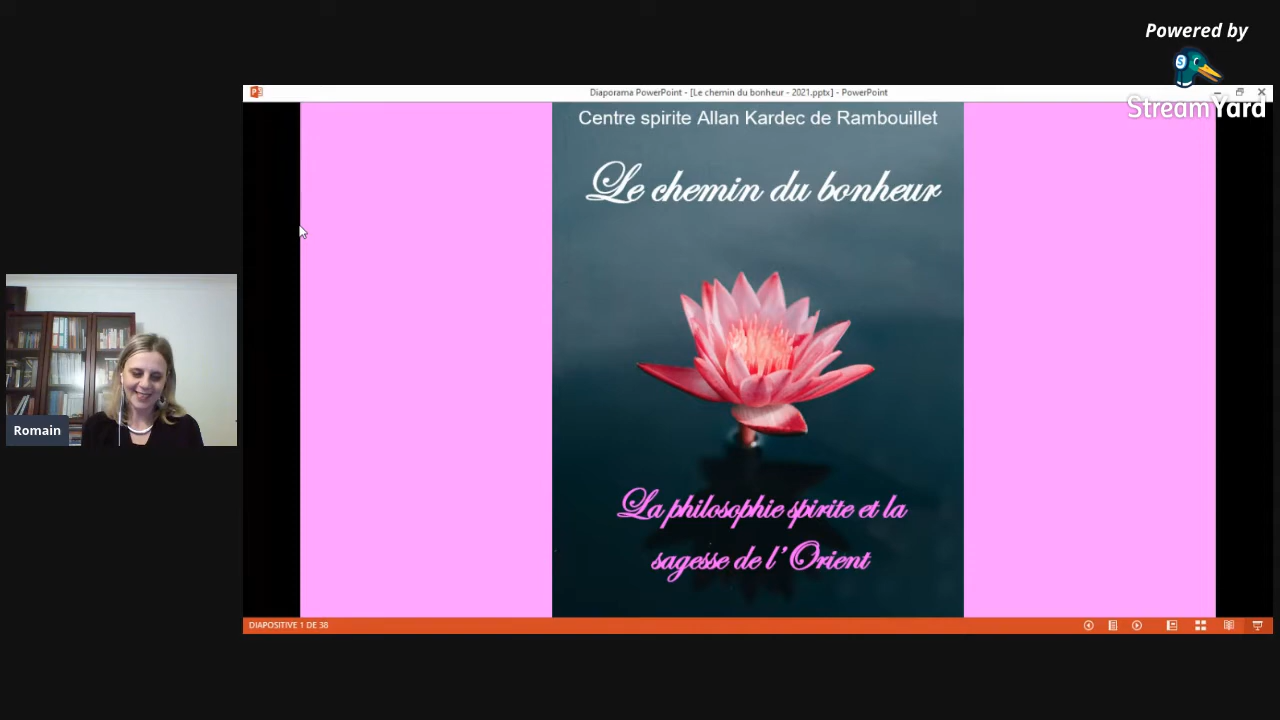 Powered by
StreamYard
Diaporama PowerPoint - [Le chemin du bonheur - 2021.pptx] - PowerPoint
Centre spirite Allan Kardec de Rambouillet
Le chemin du bonheur
La philosophie spirite et la
sagesse de l'Orient
Romain
DIAPOSITIVE 1 DE 38